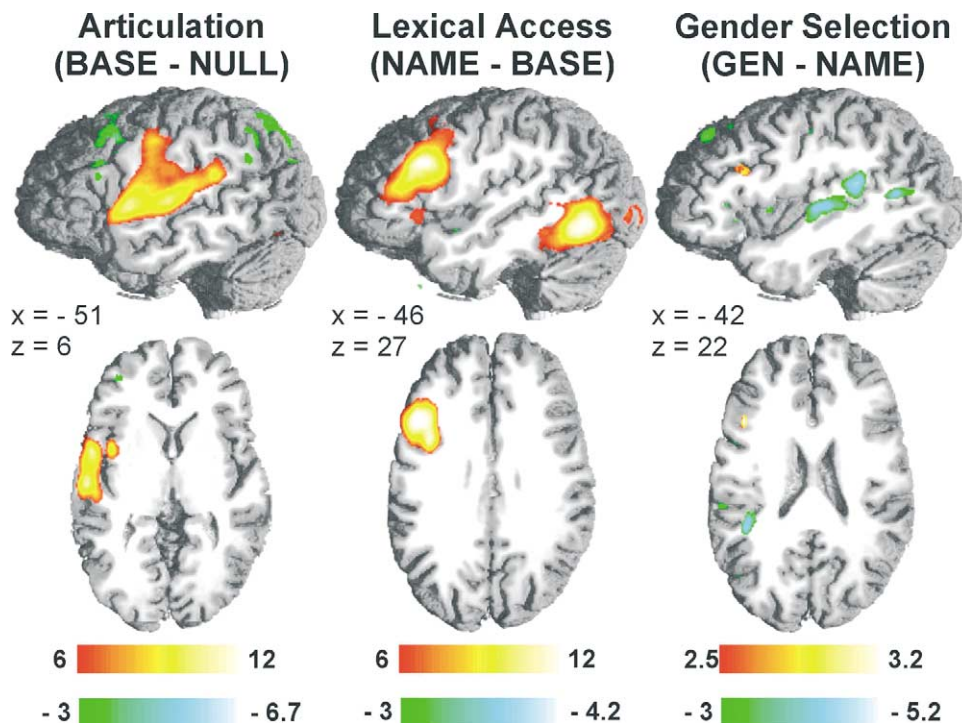 Articulation
(BASE - NULL)
Lexical Access
(NAME - BASE)
Gender Selection
(GEN - NAME)
x = - 51
z = 6
x = - 46
z = 27
x = - 42
z = 22
6 12
6 12
2.5 3.2
- 3 - 6.7
- 3 - 4.2
- 3 - 5.2